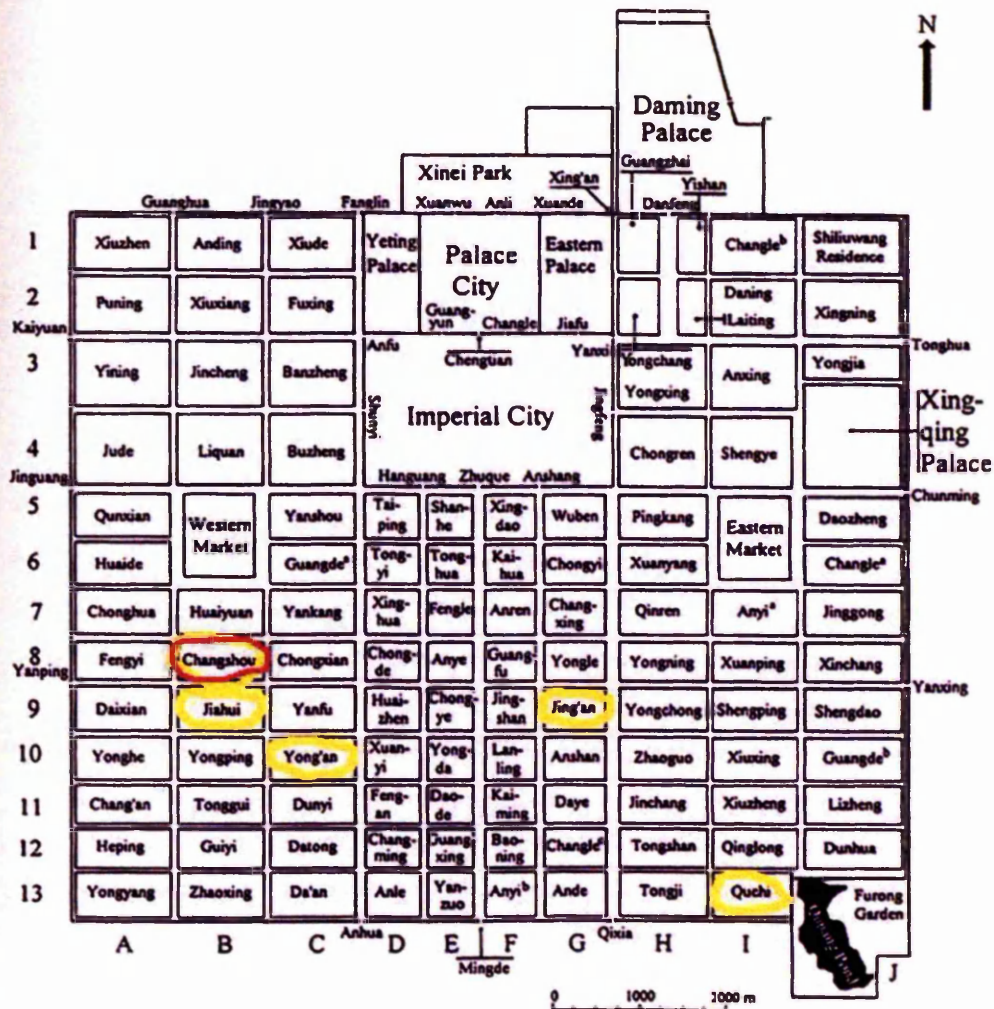 N
Daming
Palace
Guangzhai
Xinei Park
Xing'an
Yishan
Guanghua Jingyao Fanglin Xuanwu Anli Xuande Danfeng
1 Xiuzhen Anding Xiude Yeting Palace Palace City Eastern Palace Changleᵇ Shiliuwang Residence
2 Puning Xiuxiang Fuxing Guang-yun Changle Jiafu Daning Laiting Xingning
Kaiyuan Anfu Chengtian Yanxi Tonghua
3 Yining Jincheng Banzheng Yongchang Yongxing Anxing Yongjia
Shunyi Imperial City Jingfeng Xing-qing Palace
4 Jude Liquan Buzheng Chongren Shengye
Jinguang Hanguang Zhuque Anshang Chunming
5 Qunxian Western Market Yanshou Tai-ping Shan-he Xing-dao Wuben Pingkang Eastern Market Daozheng
6 Huaide Guangdeᵃ Tong-yi Tong-hua Kai-hua Chongyi Xuanyang Changleᵃ
7 Chonghua Huaiyuan Yankang Xing-hua Fengle Anren Chang-xing Qinren Anyiᵃ Jinggong
8 Fengyi Changshou Chongxian Chong-de Anye Guang-fu Yongle Yongning Xuanping Xinchang
Yanping Yanxing
9 Daixian Jiahui Yanfu Huai-zhen Chong-ye Jing-shan Jing'an Yongchong Shengping Shengdao
10 Yonghe Yongping Yong'an Xuan-yi Yong-da Lan-ling Anshan Zhaoguo Xiuxing Guangdeᵇ
11 Chang'an Tonggui Dunyi Feng-an Dao-de Kai-ming Daye Jinchang Xiuzheng Lizheng
12 Heping Guiyi Datong Chang-ming Guang-xing Bao-ning Changleᶜ Tongshan Qinglong Dunhua
13 Yongyang Zhaoxing Da'an Anle Yan-zuo Anyiᵇ Ande Tongji Quchi Furong Garden
Anhua Qixia
A B C D E F G H I J
Mingde
0 1000 2000 m